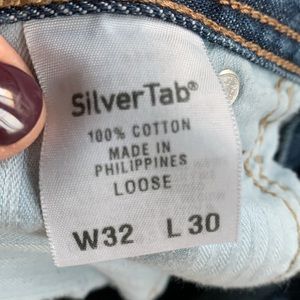 SilverTab®
100% COTTON
MADE IN
PHILIPPINES
LOOSE
W32 L 30